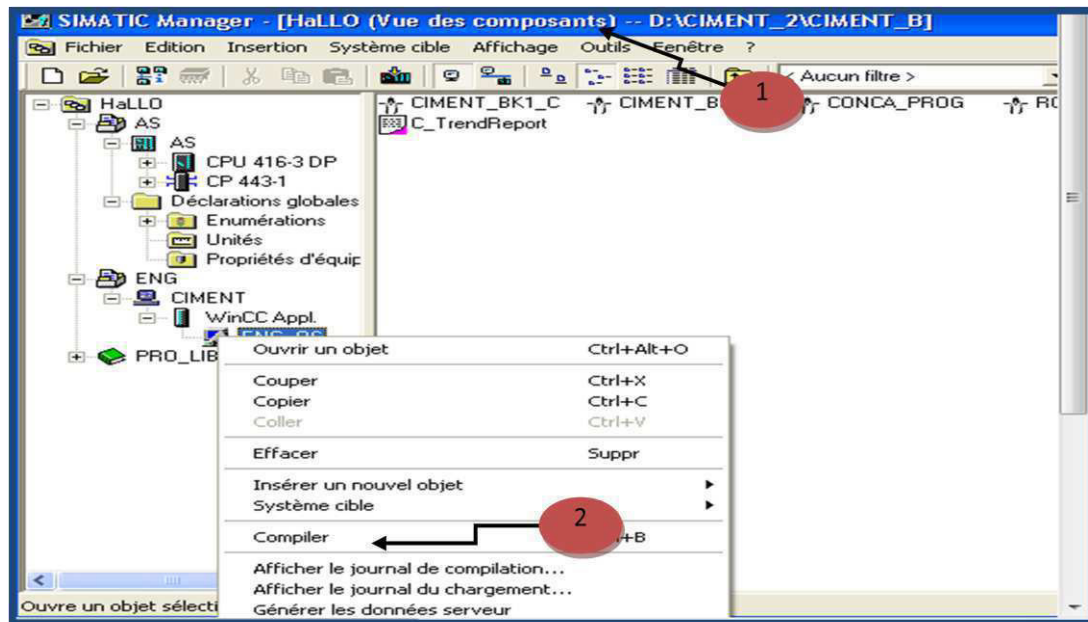 SIMATIC Manager - [HaLLO (Vue des composants) -- D:\CIMENT_2\CIMENT_B]
Fichier Edition Insertion Système cible Affichage Outils Fenêtre ?
< Aucun filtre >
1
HaLLO
AS
AS
CPU 416-3 DP
CP 443-1
Déclarations globales
Enumérations
Unités
Propriétés d'équip
ENG
CIMENT
WinCC Appl.
PRO_LIB
CIMENT_BK1_C CIMENT_B CONCA_PROG RC
C_TrendReport
Ouvrir un objet Ctrl+Alt+O
Couper Ctrl+X
Copier Ctrl+C
Coller Ctrl+V
Effacer Suppr
Insérer un nouvel objet
Système cible
2
Compiler +B
Afficher le journal de compilation...
Afficher le journal du chargement...
Générer les données serveur
Ouvre un objet sélecti